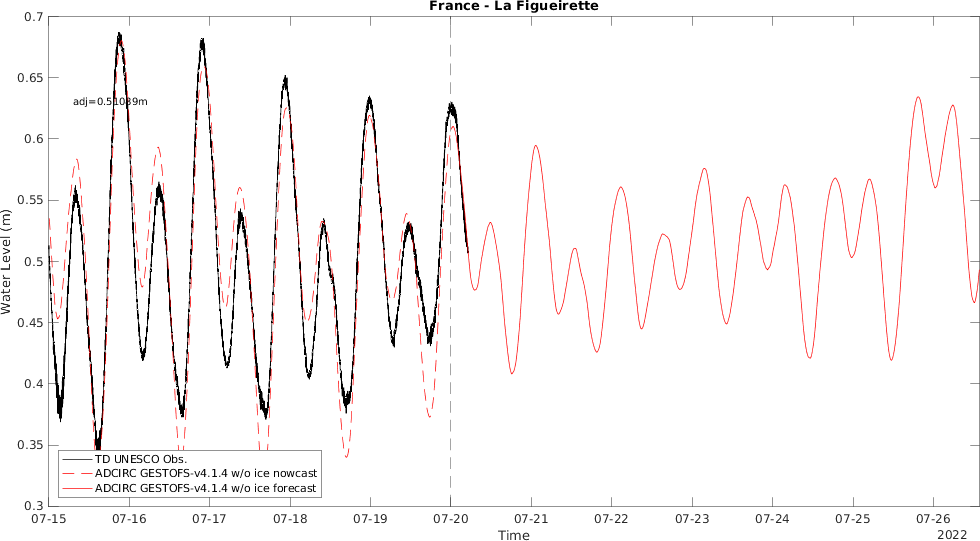 France - La Figueirette
0.7
0.65
0.6
0.55
0.5
0.45
0.4
0.35
0.3
Water Level (m)
adj=0.51039m
TD UNESCO Obs.
ADCIRC GESTOFS-v4.1.4 w/o ice nowcast
ADCIRC GESTOFS-v4.1.4 w/o ice forecast
07-15 07-16 07-17 07-18 07-19 07-20 07-21 07-22 07-23 07-24 07-25 07-26
Time
2022